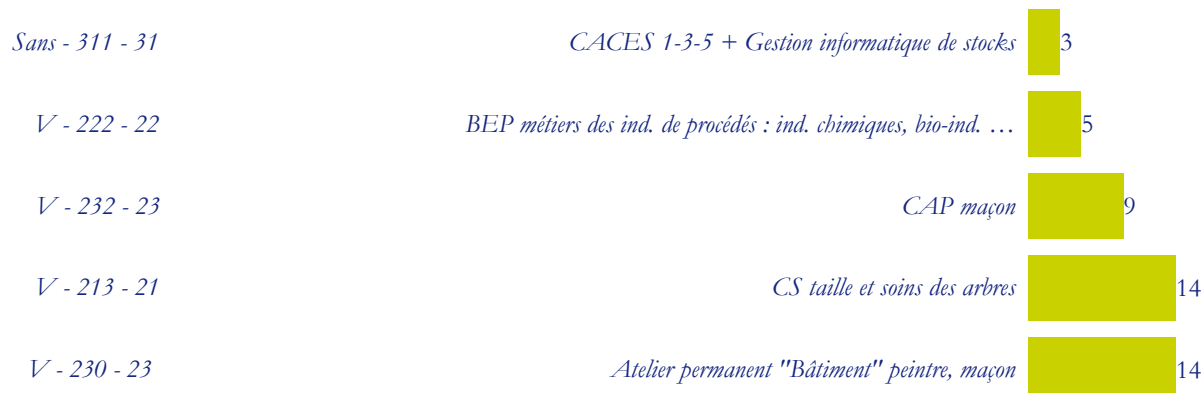 Sans - 311 - 31 CACES 1-3-5 + Gestion informatique de stocks 3
V - 222 - 22 BEP métiers des ind. de procédés : ind. chimiques, bio-ind. … 5
V - 232 - 23 CAP maçon 9
V - 213 - 21 CS taille et soins des arbres 14
V - 230 - 23 Atelier permanent "Bâtiment" peintre, maçon 14